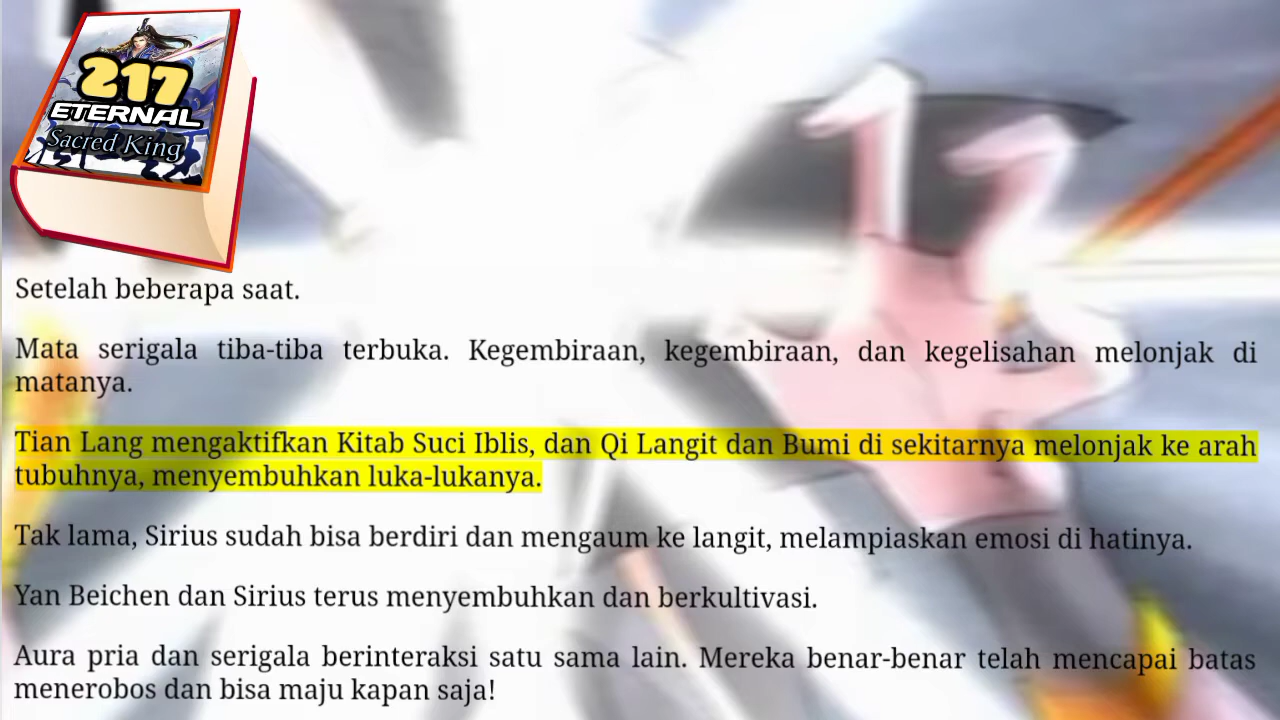 217
ETERNAL
Sacred King
Setelah beberapa saat.
Mata serigala tiba-tiba terbuka. Kegembiraan, kegembiraan, dan kegelisahan melonjak di
matanya.
Tian Lang mengaktifkan Kitab Suci Iblis, dan Qi Langit dan Bumi di sekitarnya melonjak ke arah
tubuhnya, menyembuhkan luka-lukanya.
Tak lama, Sirius sudah bisa berdiri dan mengaum ke langit, melampiaskan emosi di hatinya.
Yan Beichen dan Sirius terus menyembuhkan dan berkultivasi.
Aura pria dan serigala berinteraksi satu sama lain. Mereka benar-benar telah mencapai batas
menerobos dan bisa maju kapan saja!